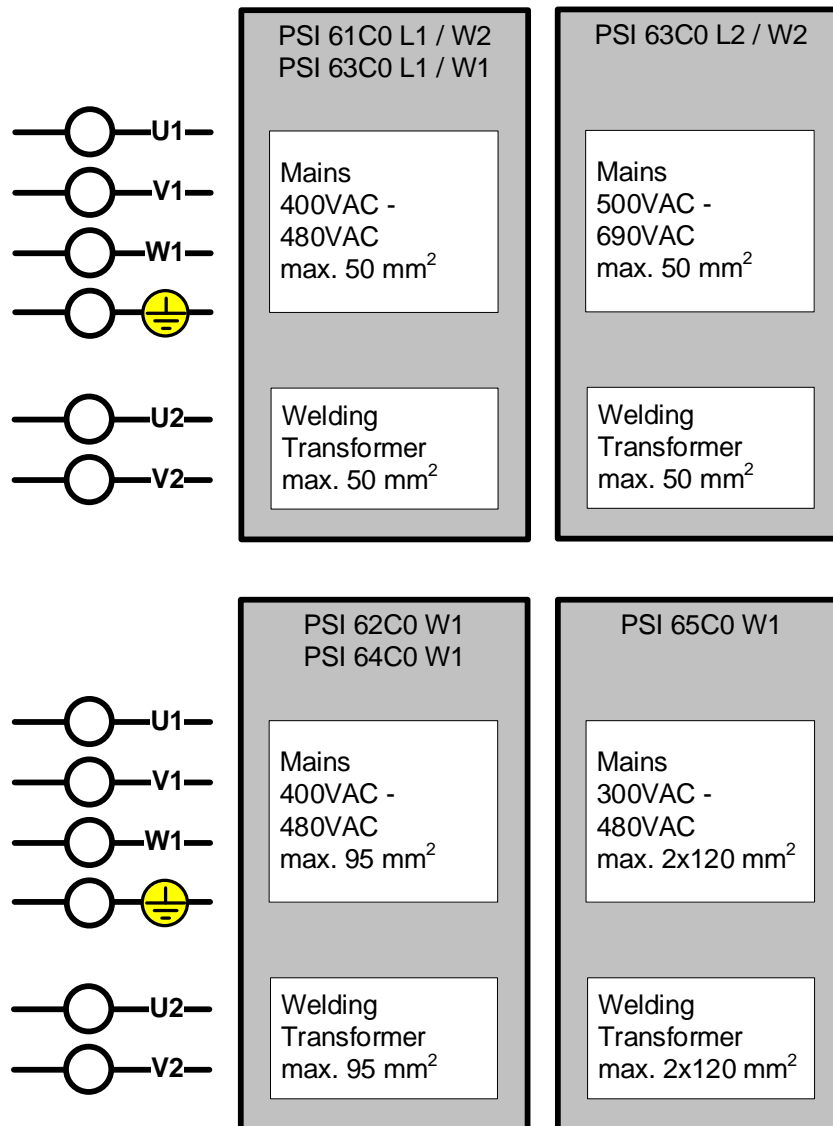 PSI 61C0 L1 / W2
PSI 63C0 L1 / W1
PSI 63C0 L2 / W2
U1
V1
W1
U2
V2
Mains
400VAC -
480VAC
max. 50 mm²
Welding
Transformer
max. 50 mm²
Mains
500VAC -
690VAC
max. 50 mm²
Welding
Transformer
max. 50 mm²
PSI 62C0 W1
PSI 64C0 W1
PSI 65C0 W1
U1
V1
W1
U2
V2
Mains
400VAC -
480VAC
max. 95 mm²
Welding
Transformer
max. 95 mm²
Mains
300VAC -
480VAC
max. 2x120 mm²
Welding
Transformer
max. 2x120 mm²